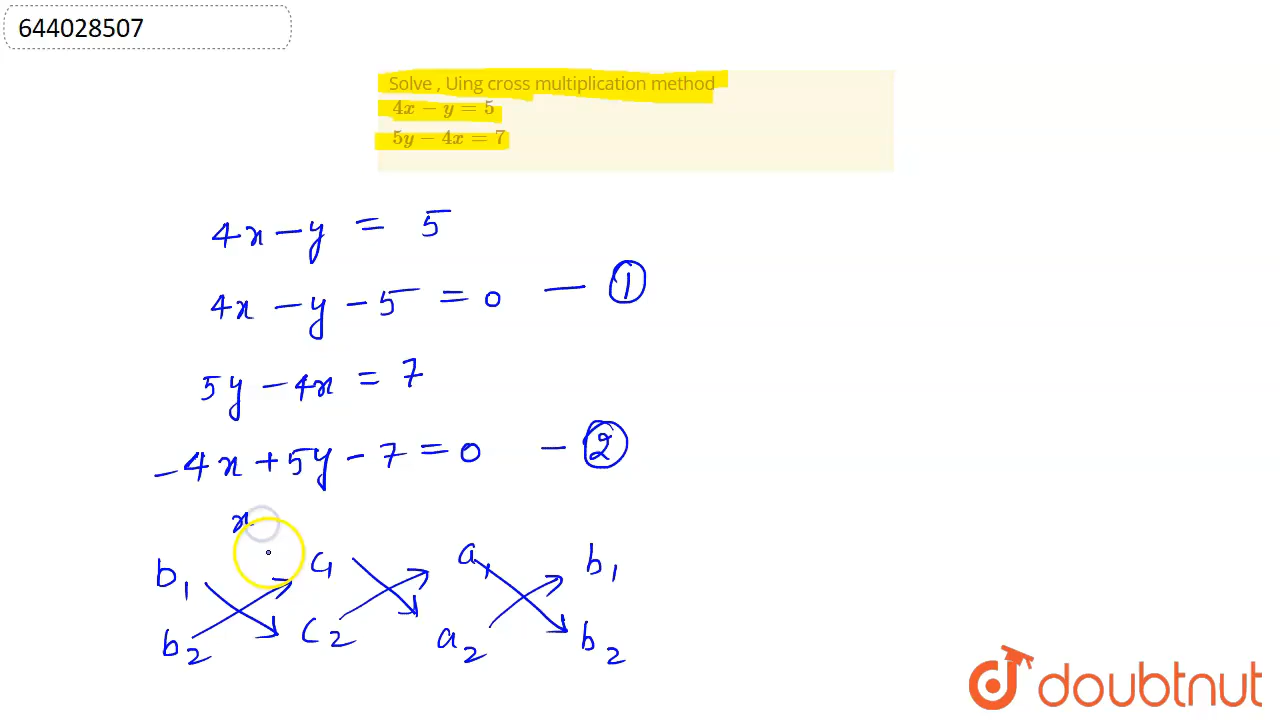 644028507
Solve , Uing cross multiplication method
4x − y = 5
5y − 4x = 7
4x − y = 5
4x − y − 5 = 0 — ①
5y − 4x = 7
−4x + 5y − 7 = 0 — ②
x
b₁ c₁ a₁ b₁
b₂ c₂ a₂ b₂
doubtnut